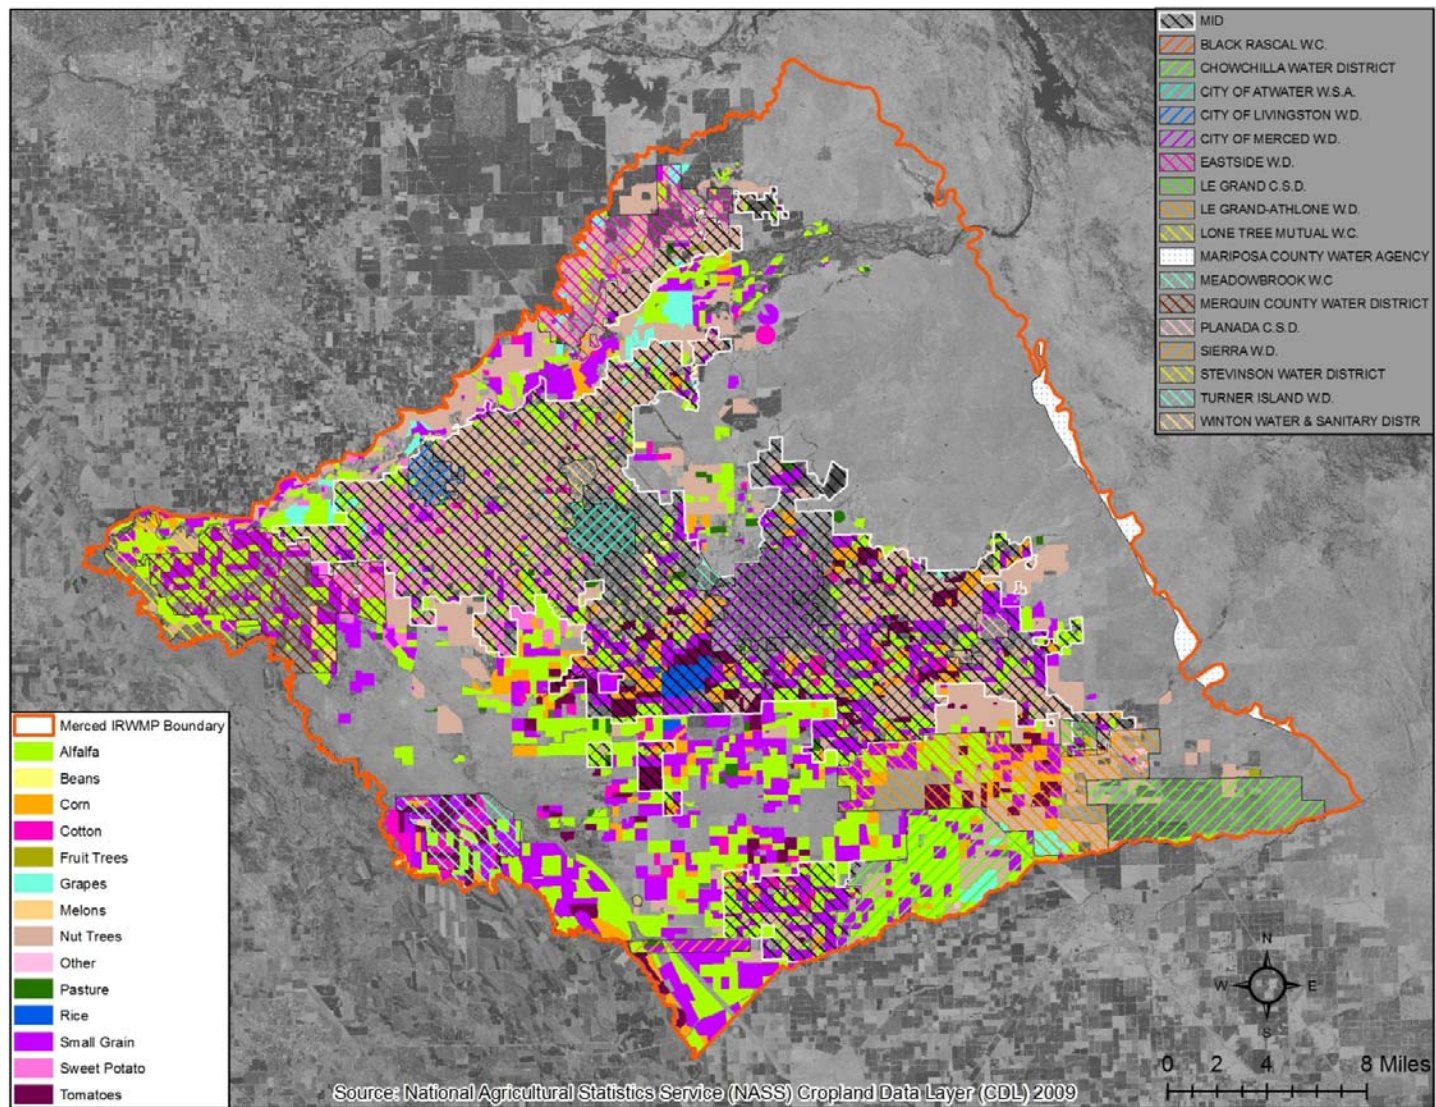 MID
BLACK RASCAL W.C.
CHOWCHILLA WATER DISTRICT
CITY OF ATWATER W.S.A.
CITY OF LIVINGSTON W.D.
CITY OF MERCED W.D.
EASTSIDE W.D.
LE GRAND C.S.D.
LE GRAND-ATHLONE W.D.
LONE TREE MUTUAL W.C.
MARIPOSA COUNTY WATER AGENCY
MEADOWBROOK W.C
MERQUIN COUNTY WATER DISTRICT
PLANADA C.S.D.
SIERRA W.D.
STEVINSON WATER DISTRICT
TURNER ISLAND W.D.
WINTON WATER & SANITARY DISTR
Merced IRWMP Boundary
Alfalfa
Beans
Corn
Cotton
Fruit Trees
Grapes
Melons
Nut Trees
Other
Pasture
Rice
Small Grain
Sweet Potato
Tomatoes
N
W E
S
0 2 4 8 Miles
Source: National Agricultural Statistics Service (NASS) Cropland Data Layer (CDL) 2009